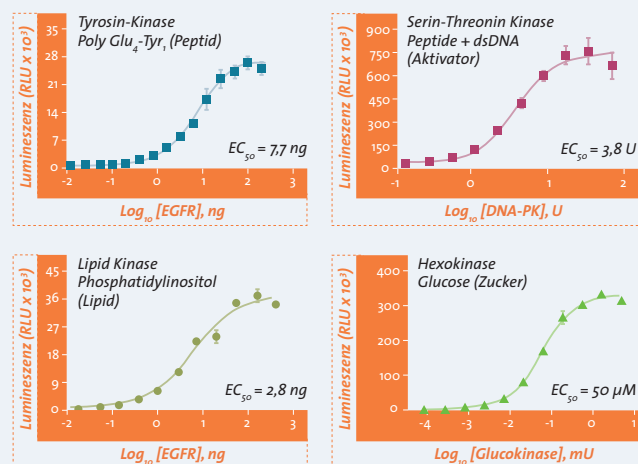 Tyrosin-Kinase
Poly Glu4-Tyr1 (Peptid)
Lumineszenz (RLU x 10³)
35
28
21
14
7
0
EC50 = 7,7 ng
-2 -1 0 1 2 3
Log10 [EGFR], ng
Serin-Threonin Kinase
Peptide + dsDNA
(Aktivator)
Lumineszenz (RLU x 10³)
900
750
600
450
300
150
0
EC50 = 3,8 U
-1 0 1 2
Log10 [DNA-PK], U
Lipid Kinase
Phosphatidylinositol
(Lipid)
Lumineszenz (RLU x 10³)
45
36
27
18
9
0
EC50 = 2,8 ng
-2 -1 0 1 2 3
Log10 [EGFR], ng
Hexokinase
Glucose (Zucker)
Lumineszenz (RLU x 10³)
400
300
200
100
0
EC50 = 50 µM
-4 -3 -2 -1 0 1
Log10 [Glucokinase], mU